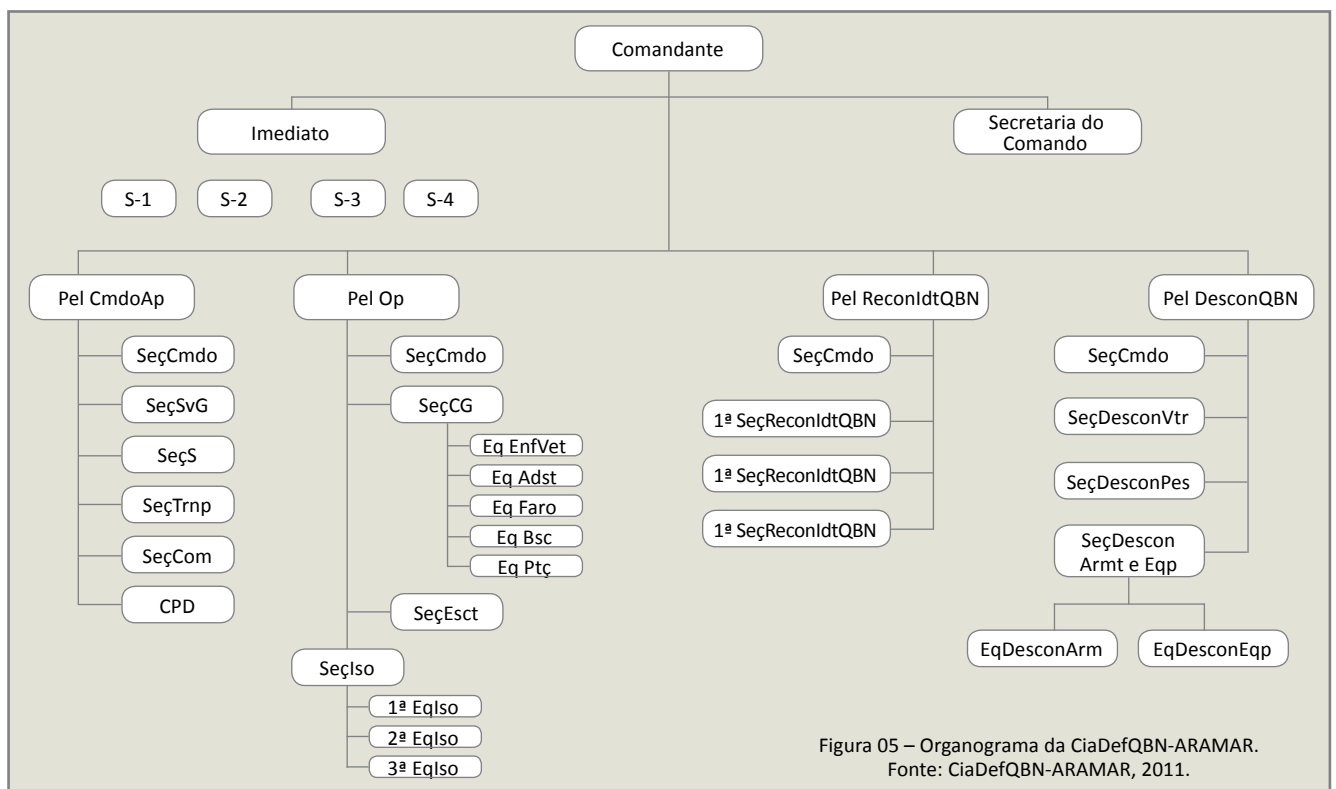 Comandante
Imediato
Secretaria do
Comando
S-1
S-2
S-3
S-4
Pel CmdoAp
SeçCmdo
SeçSvG
SeçS
SeçTrnp
SeçCom
CPD
Pel Op
SeçCmdo
SeçCG
Eq EnfVet
Eq Adst
Eq Faro
Eq Bsc
Eq Ptç
SeçEsct
SeçIso
1ª EqIso
2ª EqIso
3ª EqIso
Pel ReconIdtQBN
SeçCmdo
1ª SeçReconIdtQBN
1ª SeçReconIdtQBN
1ª SeçReconIdtQBN
Pel DesconQBN
SeçCmdo
SeçDesconVtr
SeçDesconPes
SeçDescon
Armt e Eqp
EqDesconArm
EqDesconEqp
Figura 05 – Organograma da CiaDefQBN-ARAMAR.
Fonte: CiaDefQBN-ARAMAR, 2011.